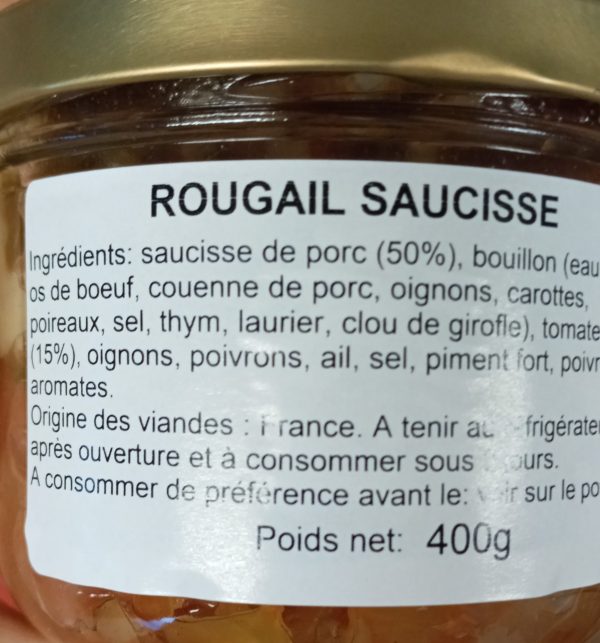 ROUGAIL SAUCISSE
Ingrédients: saucisse de porc (50%), bouillon (eau
os de boeuf, couenne de porc, oignons, carottes,
poireaux, sel, thym, laurier, clou de girofle), tomate
(15%), oignons, poivrons, ail, sel, piment fort, poivr
aromates.
Origine des viandes : France. A tenir au frigérate
après ouverture et à consommer sous
A consommer de préférence avant le: sur le po
Poids net: 400g